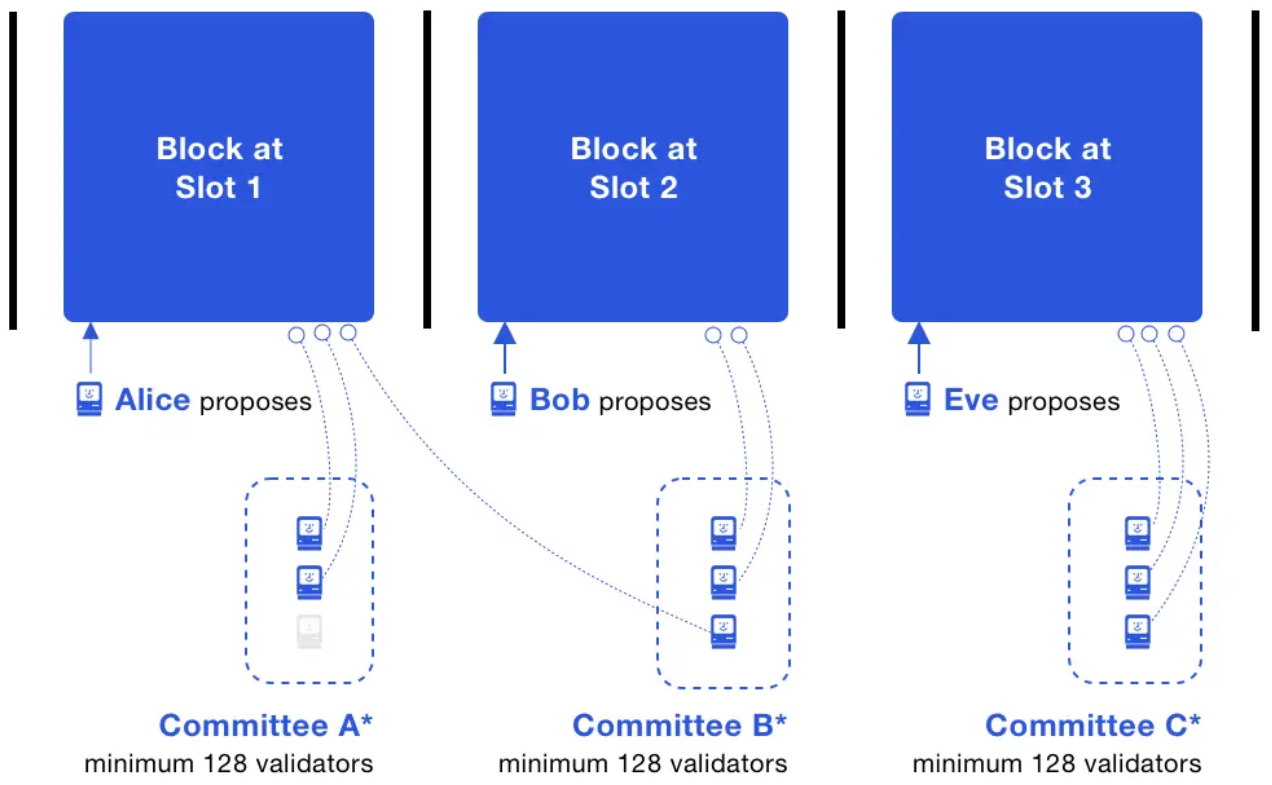 Block at
Slot 1
Block at
Slot 2
Block at
Slot 3
Alice proposes
Bob proposes
Eve proposes
Committee A*
minimum 128 validators
Committee B*
minimum 128 validators
Committee C*
minimum 128 validators